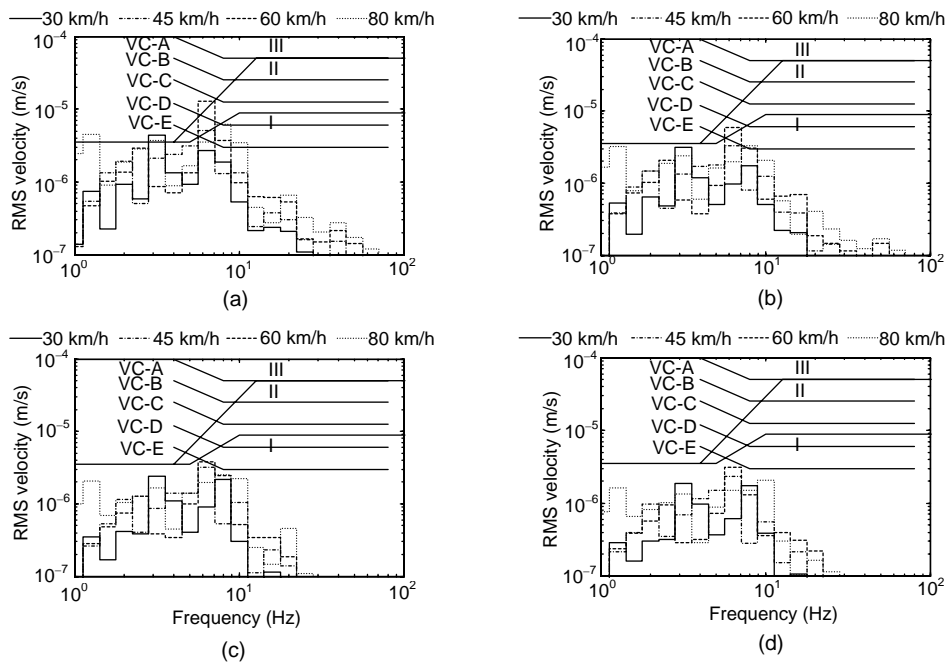 30 km/h 45 km/h 60 km/h 80 km/h
10⁻⁴
10⁻⁵
10⁻⁶
10⁻⁷
RMS velocity (m/s)
VC-A
VC-B
VC-C
VC-D
VC-E
III
II
I
10⁰ 10¹ 10²
(a)
30 km/h 45 km/h 60 km/h 80 km/h
10⁻⁴
10⁻⁵
10⁻⁶
10⁻⁷
RMS velocity (m/s)
VC-A
VC-B
VC-C
VC-D
VC-E
III
II
I
10⁰ 10¹ 10²
(b)
30 km/h 45 km/h 60 km/h 80 km/h
10⁻⁴
10⁻⁵
10⁻⁶
10⁻⁷
RMS velocity (m/s)
VC-A
VC-B
VC-C
VC-D
VC-E
III
II
I
10⁰ 10¹ 10²
Frequency (Hz)
(c)
30 km/h 45 km/h 60 km/h 80 km/h
10⁻⁴
10⁻⁵
10⁻⁶
10⁻⁷
RMS velocity (m/s)
VC-A
VC-B
VC-C
VC-D
VC-E
III
II
I
10⁰ 10¹ 10²
Frequency (Hz)
(d)